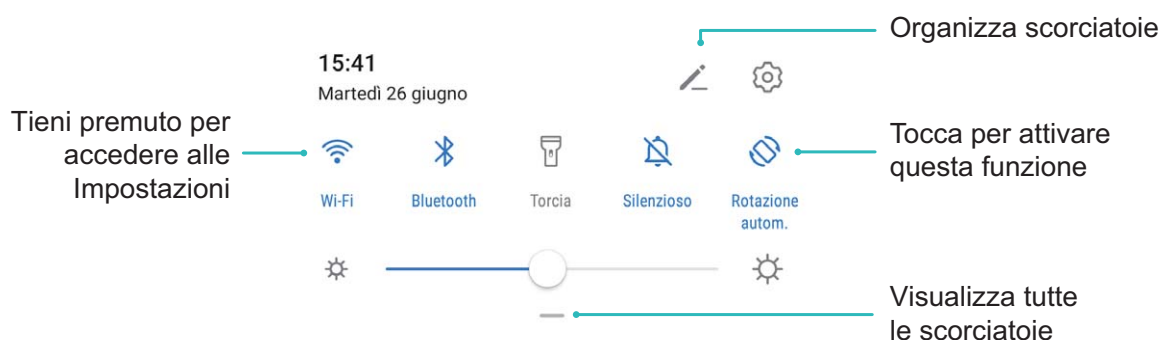 Organizza scorciatoie
15:41
Martedì 26 giugno
Tieni premuto per
accedere alle
Impostazioni
Tocca per attivare
questa funzione
Wi-Fi
Bluetooth
Torcia
Silenzioso
Rotazione
autom.
Visualizza tutte
le scorciatoie